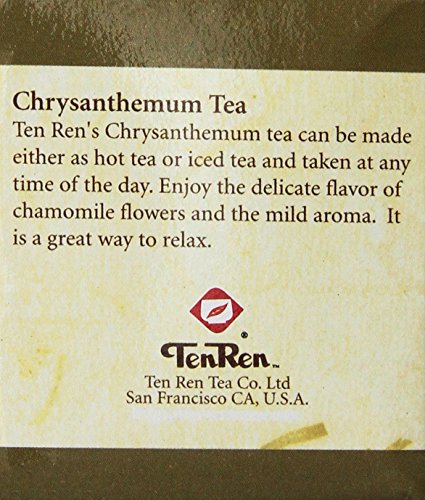 Chrysanthemum Tea
Ten Ren's Chrysanthemum tea can be made
either as hot tea or iced tea and taken at any
time of the day. Enjoy the delicate flavor of
chamomile flowers and the mild aroma. It
is a great way to relax.
®
TenRen™
Ten Ren Tea Co. Ltd
San Francisco CA, U.S.A.